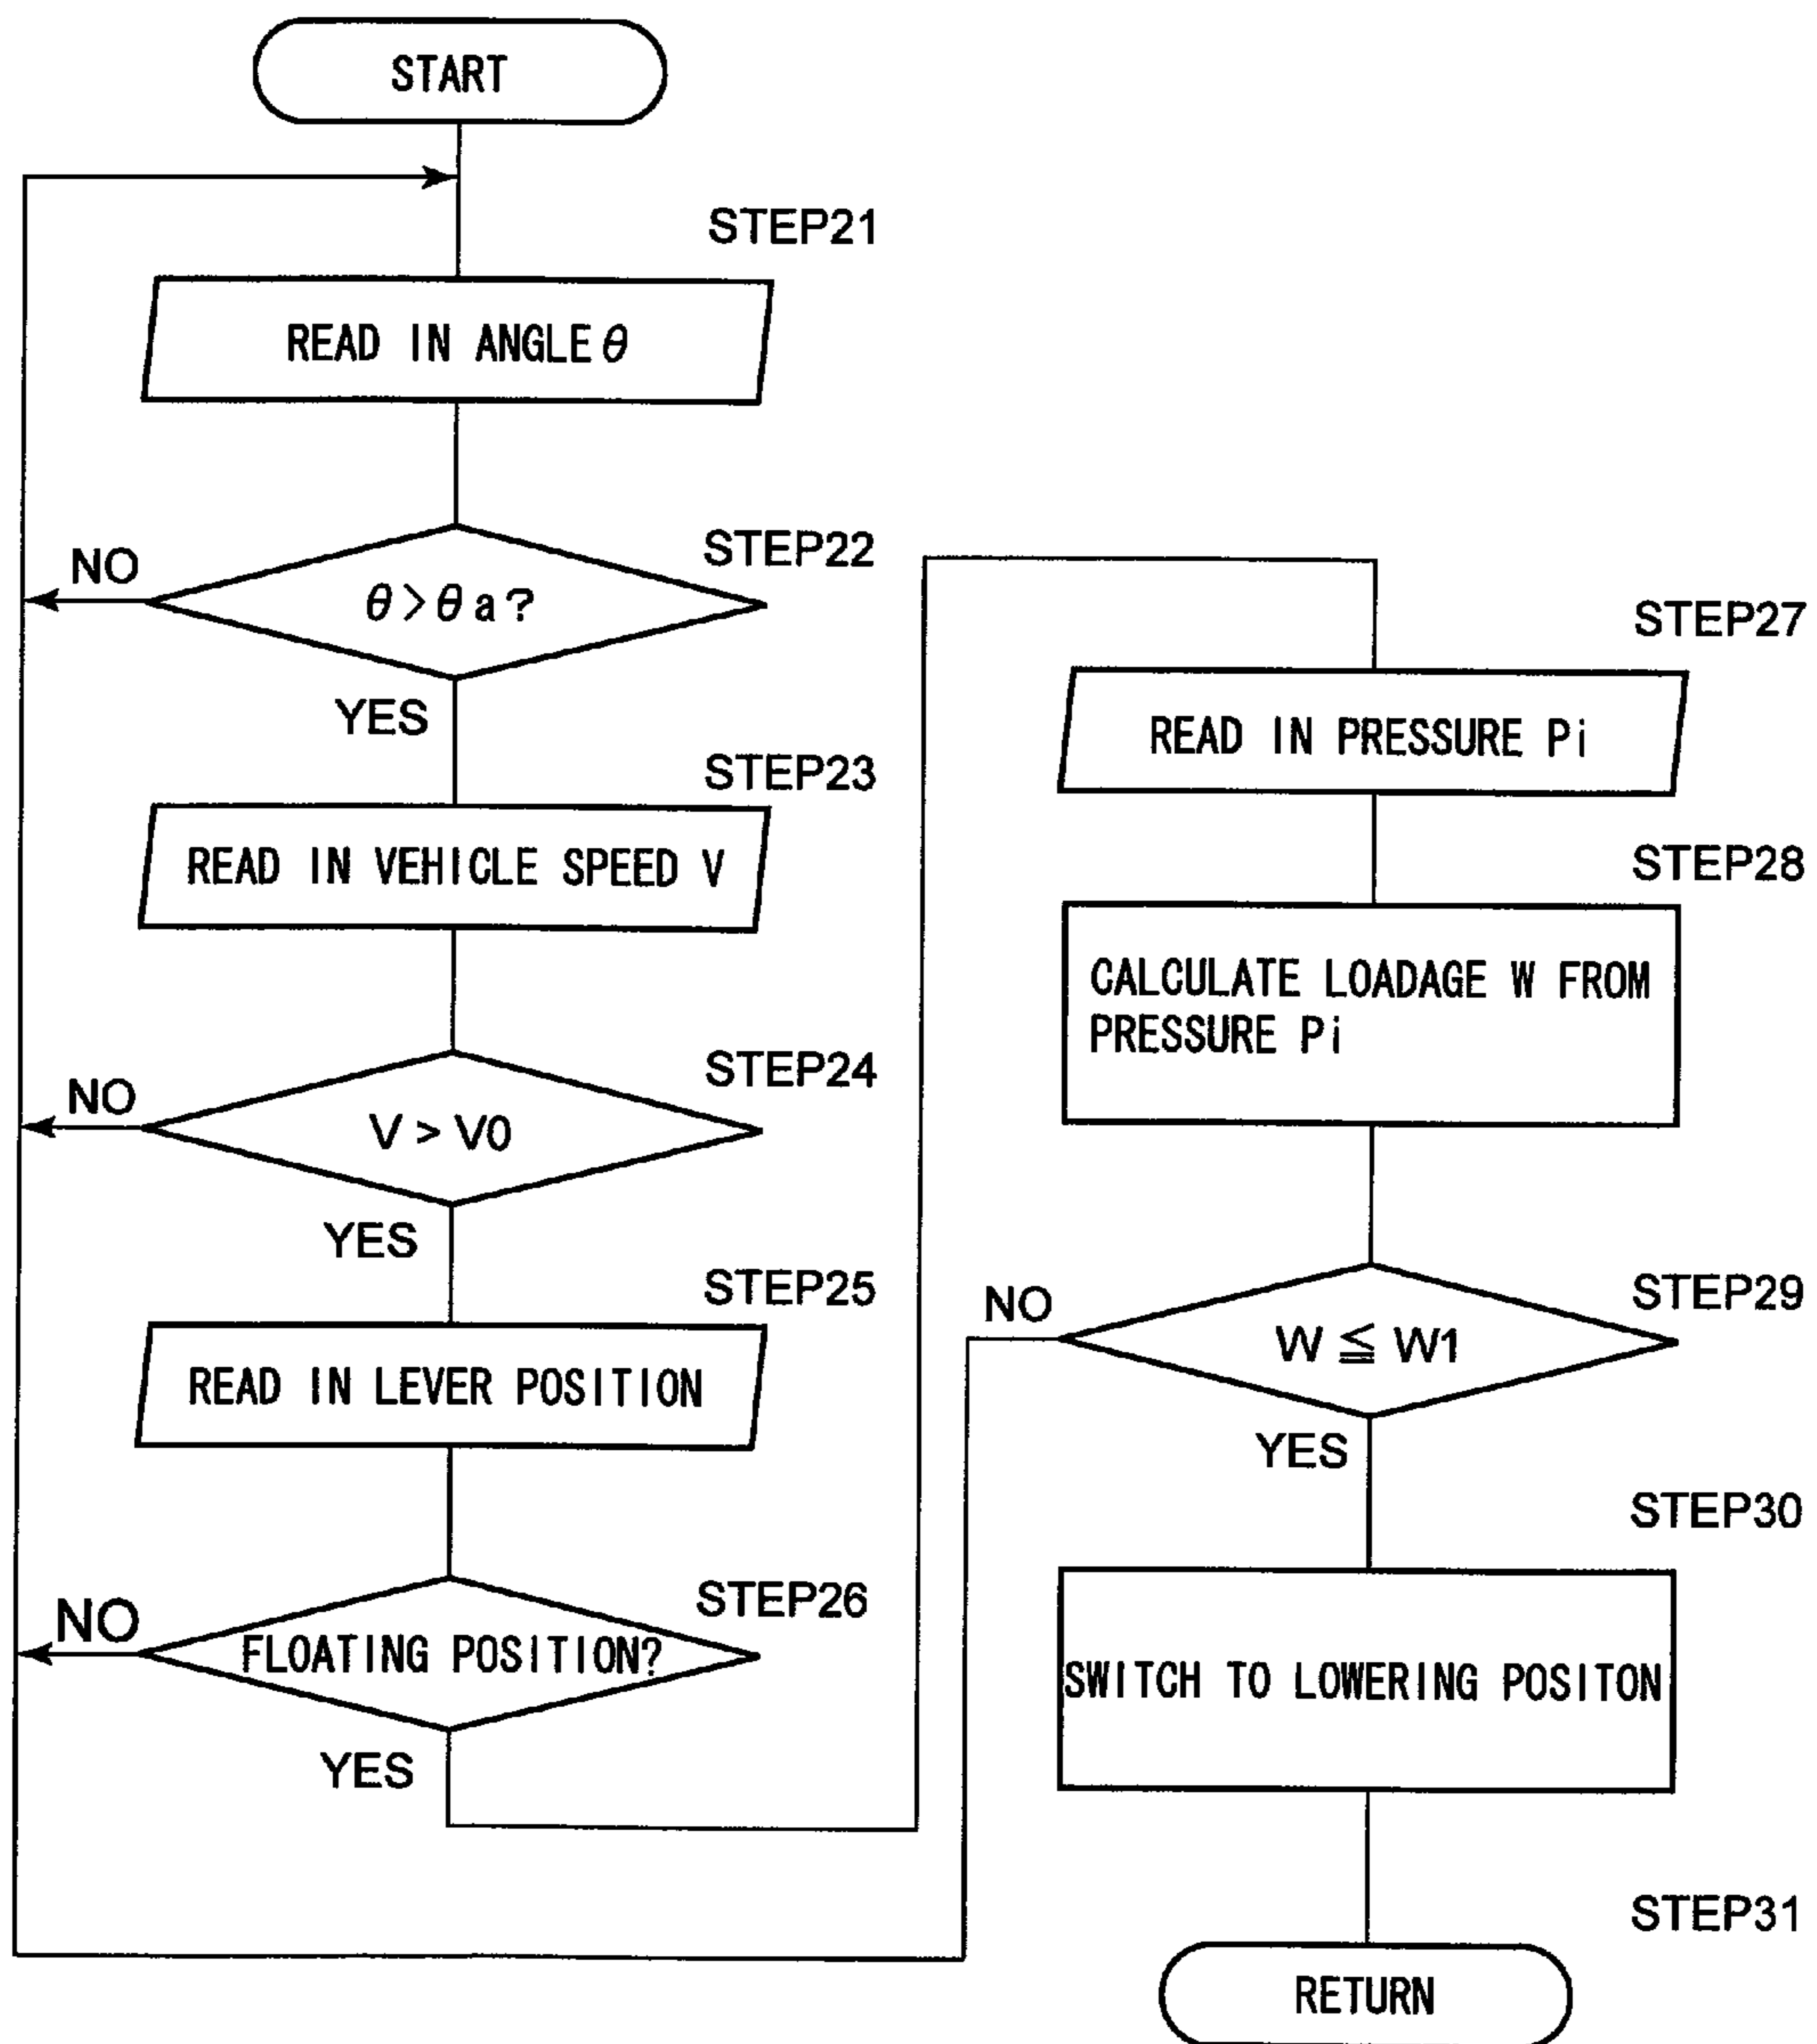 START
STEP21
READ IN ANGLE θ
STEP22
NO
θ > θa?
YES
STEP23
READ IN VEHICLE SPEED V
STEP24
NO
V > V0
YES
STEP25
READ IN LEVER POSITION
STEP26
NO
FLOATING POSITION?
YES
STEP27
READ IN PRESSURE Pi
STEP28
CALCULATE LOADAGE W FROM
PRESSURE Pi
STEP29
NO
W ≦ W1
YES
STEP30
SWITCH TO LOWERING POSITON
STEP31
RETURN